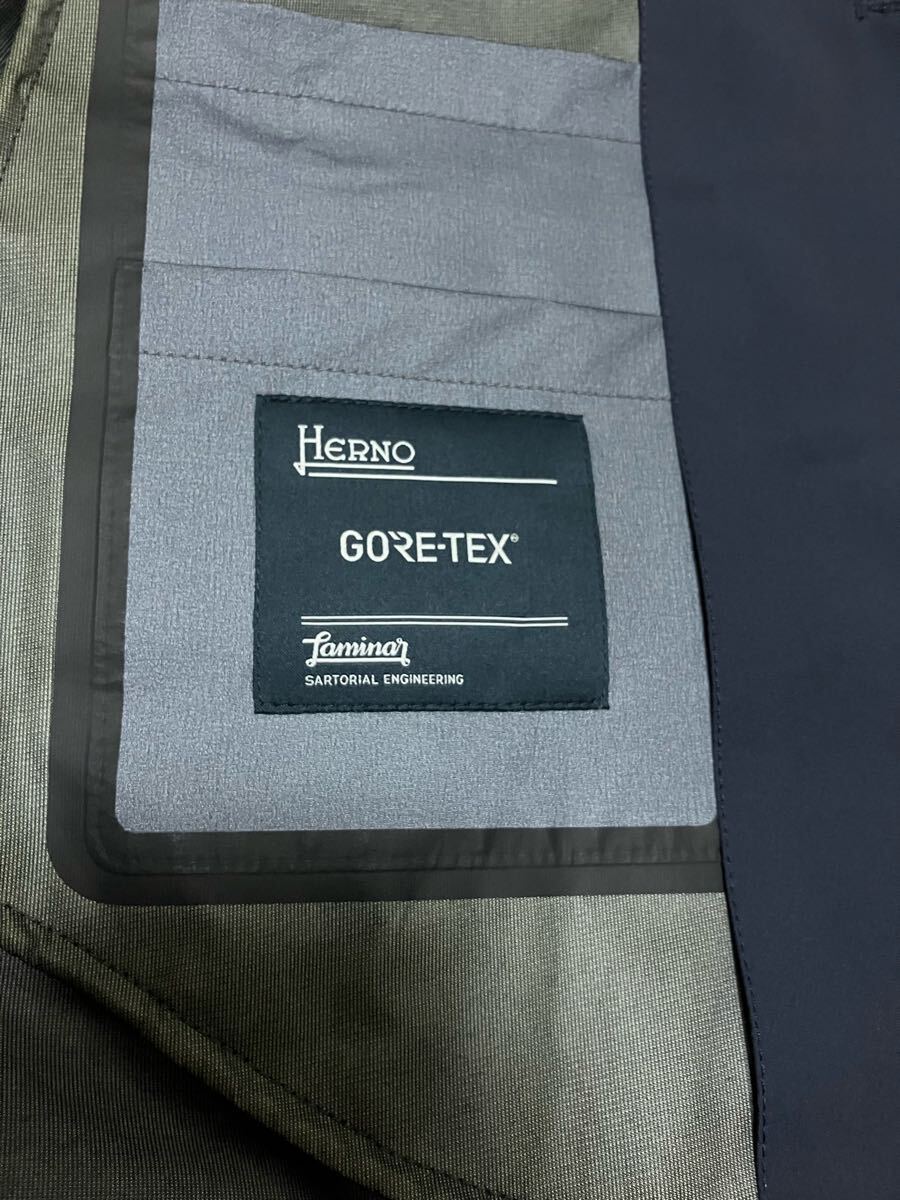 HERNO
GORE-TEX®
Laminar
SARTORIAL ENGINEERING